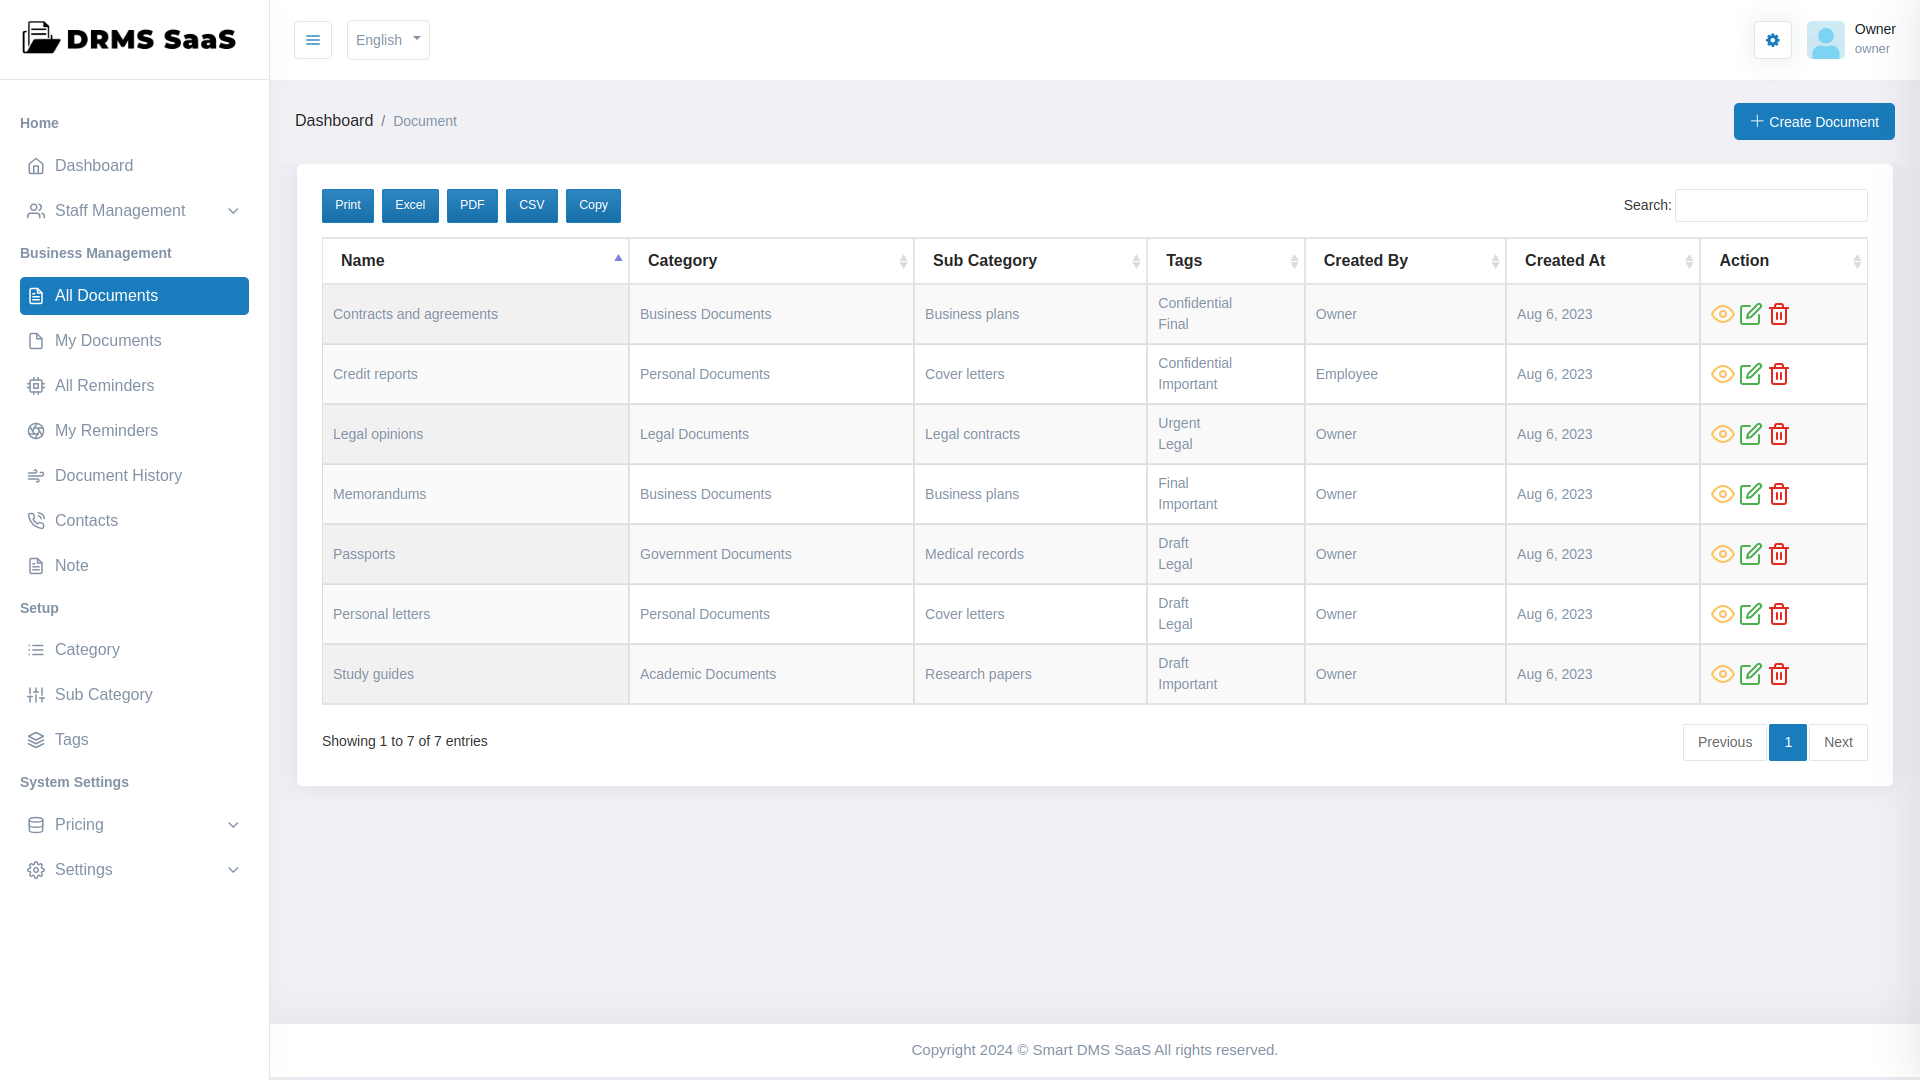 DRMS SaaS
English
Owner
owner
Home
Dashboard
Staff Management
Business Management
All Documents
My Documents
All Reminders
My Reminders
Document History
Contacts
Note
Setup
Category
Sub Category
Tags
System Settings
Pricing
Settings
Dashboard / Document
Create Document
Print Excel PDF CSV Copy
Search:
Name Category Sub Category Tags Created By Created At Action
Contracts and agreements Business Documents Business plans Confidential Owner Aug 6, 2023
Final
Credit reports Personal Documents Cover letters Confidential Employee Aug 6, 2023
Important
Legal opinions Legal Documents Legal contracts Urgent Owner Aug 6, 2023
Legal
Memorandums Business Documents Business plans Final Owner Aug 6, 2023
Important
Passports Government Documents Medical records Draft Owner Aug 6, 2023
Legal
Personal letters Personal Documents Cover letters Draft Owner Aug 6, 2023
Legal
Study guides Academic Documents Research papers Draft Owner Aug 6, 2023
Important
Showing 1 to 7 of 7 entries
Previous 1 Next
Copyright 2024 © Smart DMS SaaS All rights reserved.